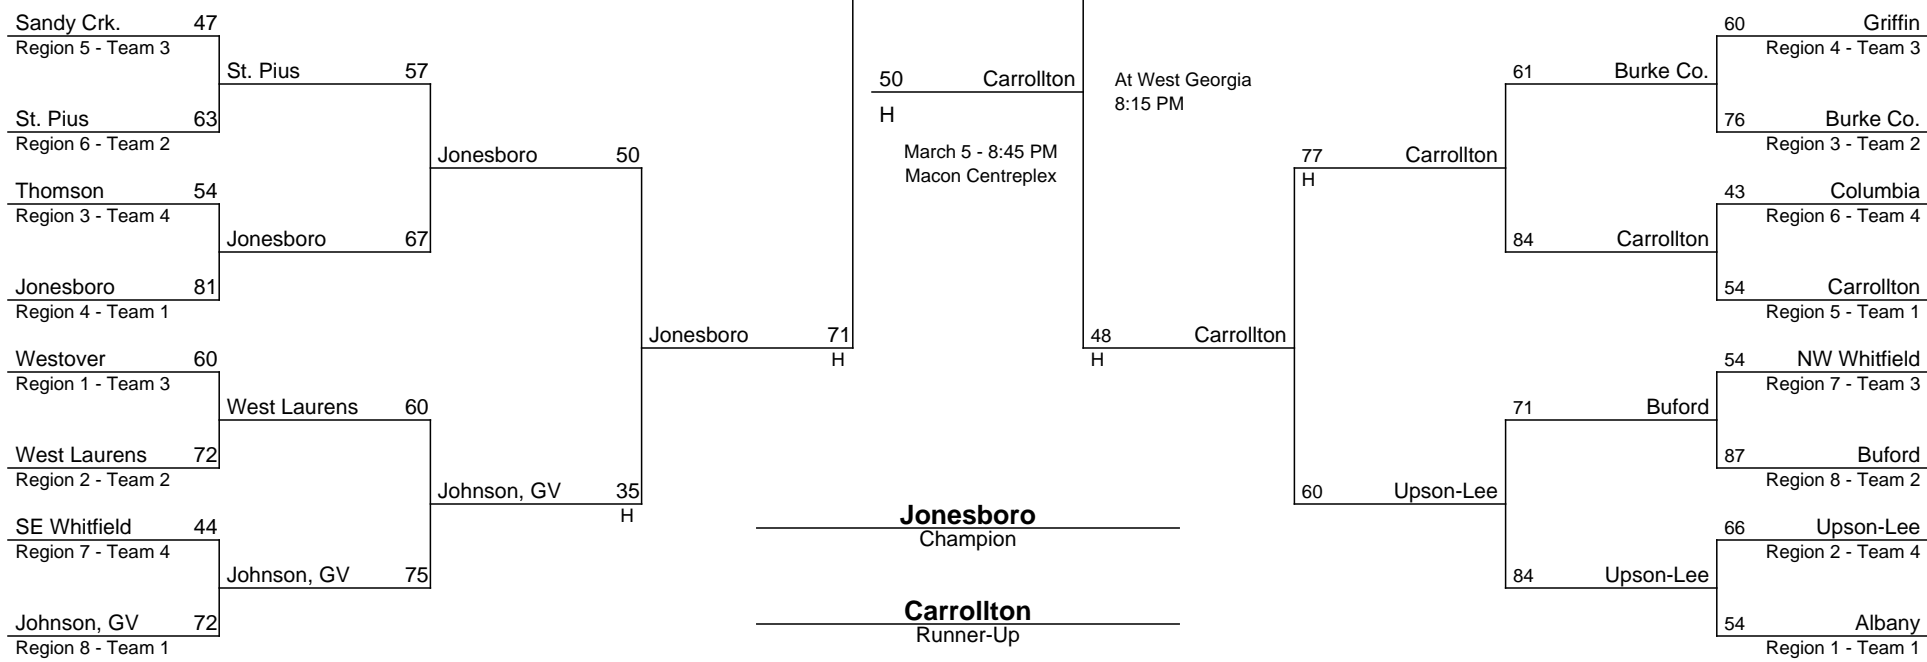 Sandy Crk. 47
Region 5 - Team 3
St. Pius 57
St. Pius 63
Region 6 - Team 2
Jonesboro 50
Thomson 54
Region 3 - Team 4
Jonesboro 67
Jonesboro 81
Region 4 - Team 1
Jonesboro 71
H
Westover 60
Region 1 - Team 3
West Laurens 60
West Laurens 72
Region 2 - Team 2
Johnson, GV 35
H
SE Whitfield 44
Region 7 - Team 4
Johnson, GV 75
Johnson, GV 72
Region 8 - Team 1
50 Carrollton
H
March 5 - 8:45 PM
Macon Centreplex
At West Georgia
8:15 PM
48 Carrollton
H
Jonesboro
Champion
Carrollton
Runner-Up
60 Griffin
Region 4 - Team 3
61 Burke Co.
76 Burke Co.
Region 3 - Team 2
77 Carrollton
H
43 Columbia
Region 6 - Team 4
84 Carrollton
54 Carrollton
Region 5 - Team 1
54 NW Whitfield
Region 7 - Team 3
71 Buford
87 Buford
Region 8 - Team 2
60 Upson-Lee
66 Upson-Lee
Region 2 - Team 4
84 Upson-Lee
54 Albany
Region 1 - Team 1